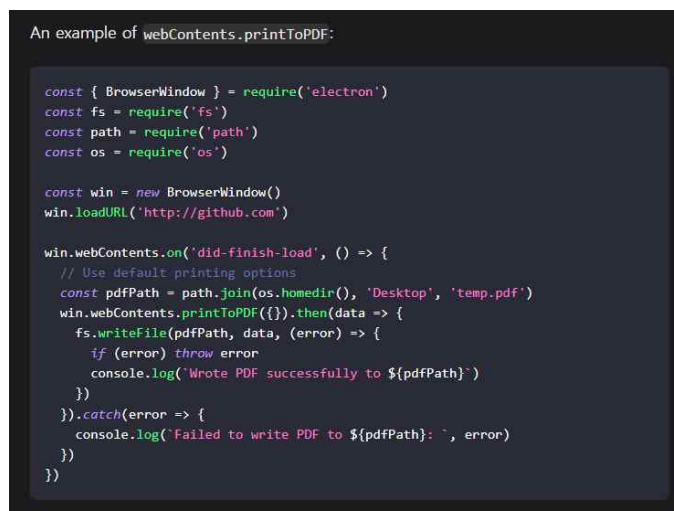 An example of webContents.printToPDF:
const { BrowserWindow } = require('electron')
const fs = require('fs')
const path = require('path')
const os = require('os')
const win = new BrowserWindow()
win.loadURL('http://github.com')
win.webContents.on('did-finish-load', () => {
  // Use default printing options
  const pdfPath = path.join(os.homedir(), 'Desktop', 'temp.pdf')
  win.webContents.printToPDF({}).then(data => {
    fs.writeFile(pdfPath, data, (error) => {
      if (error) throw error
      console.log(`Wrote PDF successfully to ${pdfPath}`)
    })
  }).catch(error => {
    console.log(`Failed to write PDF to ${pdfPath}: `, error)
  })
})